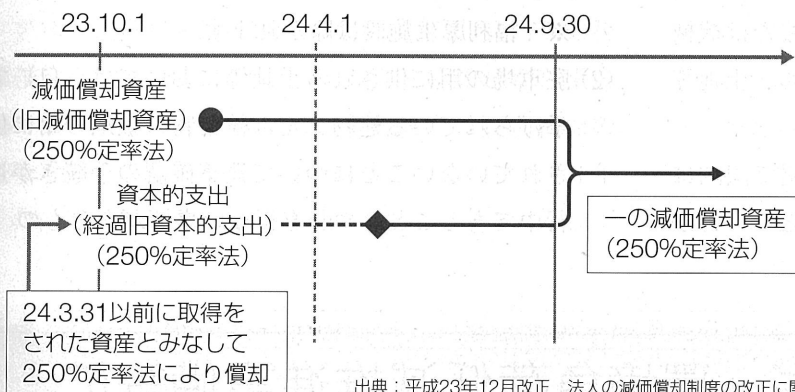 23.10.1
24.4.1
24.9.30
減価償却資産
(旧減価償却資産)
(250%定率法)
資本的支出
(経過旧資本的支出)
(250%定率法)
一の減価償却資産
(250%定率法)
24.3.31以前に取得を
された資産とみなして
250%定率法により償却
出典:平成23年12月改正 法人の減価償却制度の改正に